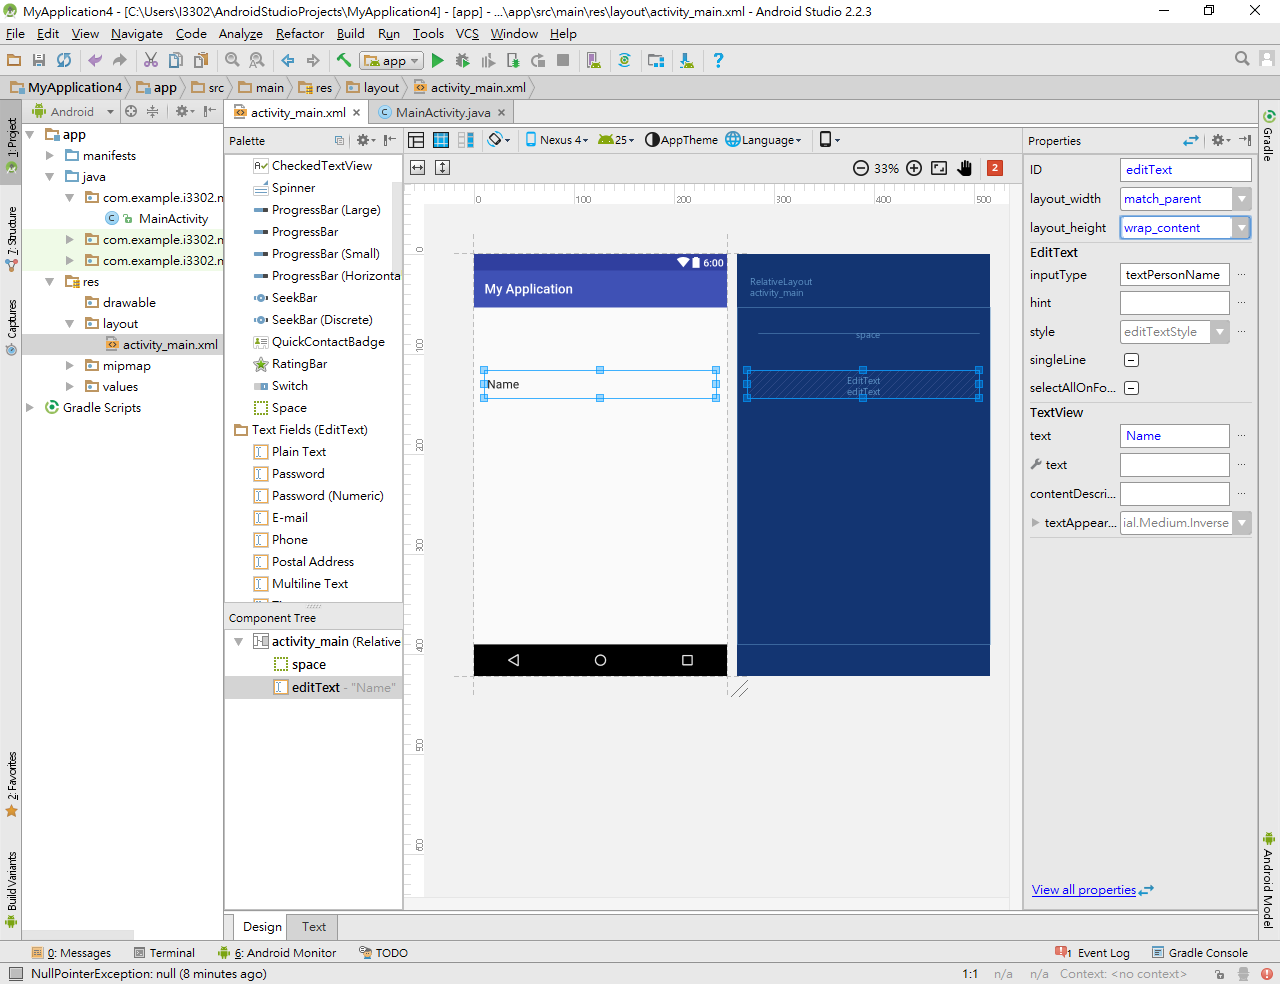 MyApplication4 - [C:\Users\I3302\AndroidStudioProjects\MyApplication4] - [app] - ...\app\src\main\res\layout\activity_main.xml - Android Studio 2.2.3
File Edit View Navigate Code Analyze Refactor Build Run Tools VCS Window Help
app
MyApplication4 app src main res layout activity_main.xml
1: Project
7: Structure
Captures
2: Favorites
Build Variants
Android
app
manifests
java
com.example.i3302.m
MainActivity
com.example.i3302.m
com.example.i3302.m
res
drawable
layout
activity_main.xml
mipmap
values
Gradle Scripts
activity_main.xml MainActivity.java
Palette
CheckedTextView
Spinner
ProgressBar (Large)
ProgressBar
ProgressBar (Small)
ProgressBar (Horizonta
SeekBar
SeekBar (Discrete)
QuickContactBadge
RatingBar
Switch
Space
Text Fields (EditText)
Plain Text
Password
Password (Numeric)
E-mail
Phone
Postal Address
Multiline Text
Component Tree
activity_main (Relative
space
editText - "Name"
Nexus 4 25 AppTheme Language
33% 2
0 100 200 300 400 500
0
100
200
300
400
500
600
6:00
My Application
Name
RelativeLayout
activity_main
space
EditText
editText
Properties
ID editText
layout_width match_parent
layout_height wrap_content
EditText
inputType textPersonName ...
hint ...
style editTextStyle ...
singleLine
selectAllOnFo...
TextView
text Name ...
text ...
contentDescri... ...
textAppear... ial.Medium.Inverse
View all properties
Gradle
Android Model
Design Text
0: Messages Terminal 6: Android Monitor TODO 1 Event Log Gradle Console
NullPointerException: null (8 minutes ago) 1:1 n/a n/a Context: <no context>